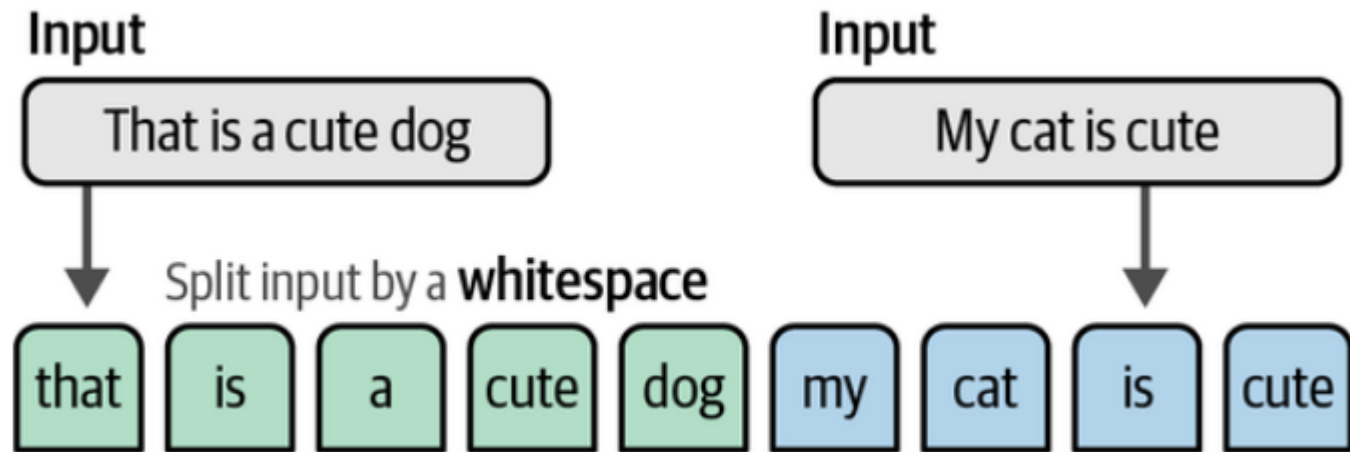 Input
Input
That is a cute dog
My cat is cute
Split input by a whitespace
that is a cute dog my cat is cute